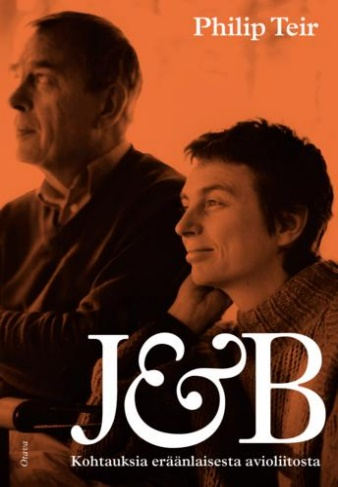 Philip Teir
J&B
Kohtauksia eräänlaisesta avioliitosta
Otava